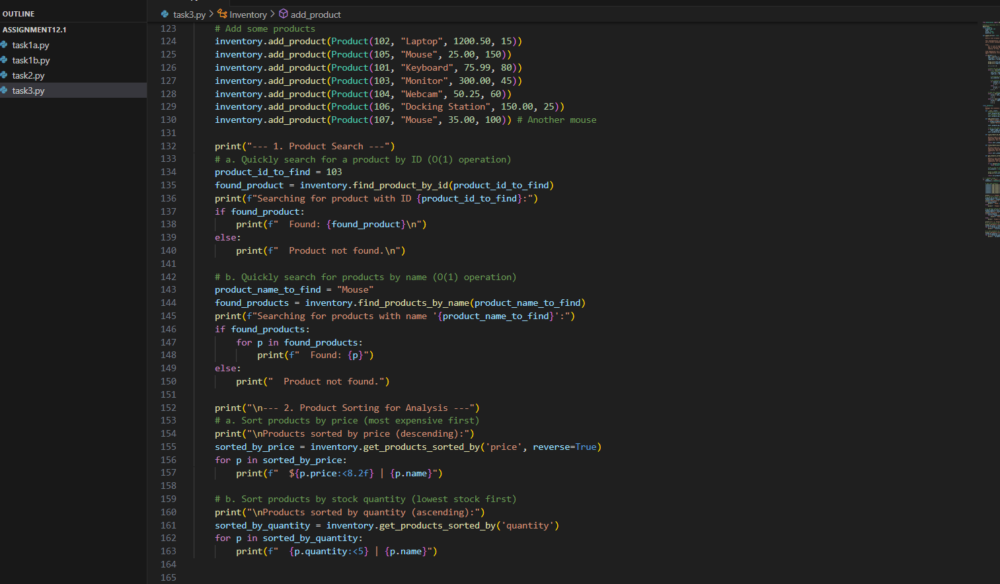 OUTLINE
ASSIGNMENT12.1
task1a.py
task1b.py
task2.py
task3.py
task3.py > Inventory > add_product
123 # Add some products
124 inventory.add_product(Product(102, "Laptop", 1200.50, 15))
125 inventory.add_product(Product(105, "Mouse", 25.00, 150))
126 inventory.add_product(Product(101, "Keyboard", 75.99, 80))
127 inventory.add_product(Product(103, "Monitor", 300.00, 45))
128 inventory.add_product(Product(104, "Webcam", 50.25, 60))
129 inventory.add_product(Product(106, "Docking Station", 150.00, 25))
130 inventory.add_product(Product(107, "Mouse", 35.00, 100)) # Another mouse
131
132 print("--- 1. Product Search ---")
133 # a. Quickly search for a product by ID (O(1) operation)
134 product_id_to_find = 103
135 found_product = inventory.find_product_by_id(product_id_to_find)
136 print(f"Searching for product with ID {product_id_to_find}:")
137 if found_product:
138     print(f"  Found: {found_product}\n")
139 else:
140     print(f"  Product not found.\n")
141
142 # b. Quickly search for products by name (O(1) operation)
143 product_name_to_find = "Mouse"
144 found_products = inventory.find_products_by_name(product_name_to_find)
145 print(f"Searching for products with name '{product_name_to_find}':")
146 if found_products:
147     for p in found_products:
148         print(f"  Found: {p}")
149 else:
150     print("  Product not found.")
151
152 print("\n--- 2. Product Sorting for Analysis ---")
153 # a. Sort products by price (most expensive first)
154 print("\nProducts sorted by price (descending):")
155 sorted_by_price = inventory.get_products_sorted_by('price', reverse=True)
156 for p in sorted_by_price:
157     print(f"  ${p.price:<8.2f} | {p.name}")
158
159 # b. Sort products by stock quantity (lowest stock first)
160 print("\nProducts sorted by quantity (ascending):")
161 sorted_by_quantity = inventory.get_products_sorted_by('quantity')
162 for p in sorted_by_quantity:
163     print(f"  {p.quantity:<5} | {p.name}")
164
165